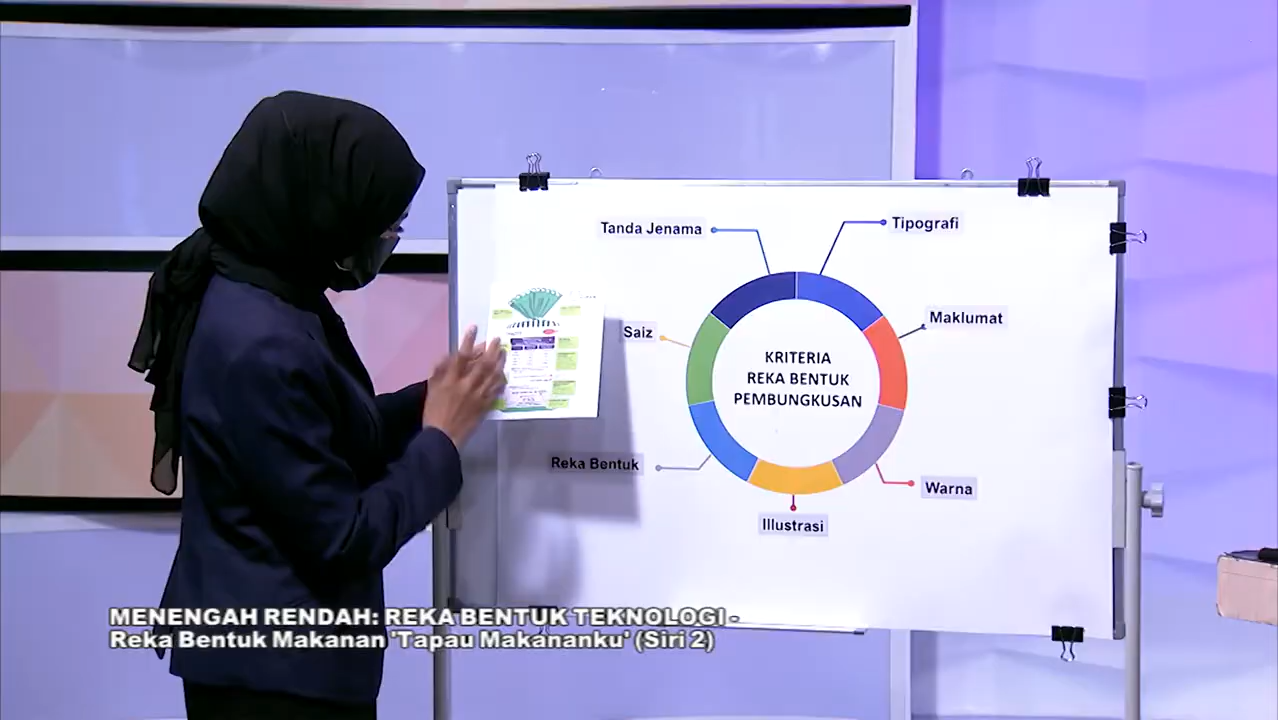 Tanda Jenama
Tipografi
Saiz
Maklumat
KRITERIA
REKA BENTUK
PEMBUNGKUSAN
Reka Bentuk
Warna
Illustrasi
MENENGAH RENDAH: REKA BENTUK TEKNOLOGI -
Reka Bentuk Makanan 'Tapau Makananku' (Siri 2)